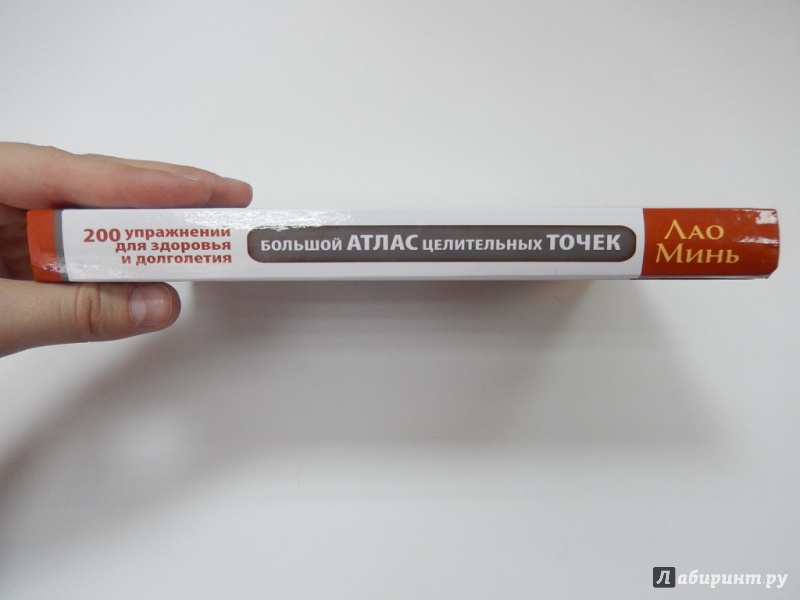 200 упражнений
для здоровья
и долголетия
БОЛЬШОЙ АТЛАС ЦЕЛИТЕЛЬНЫХ ТОЧЕК
Лао
Минь
Лабиринт.ру